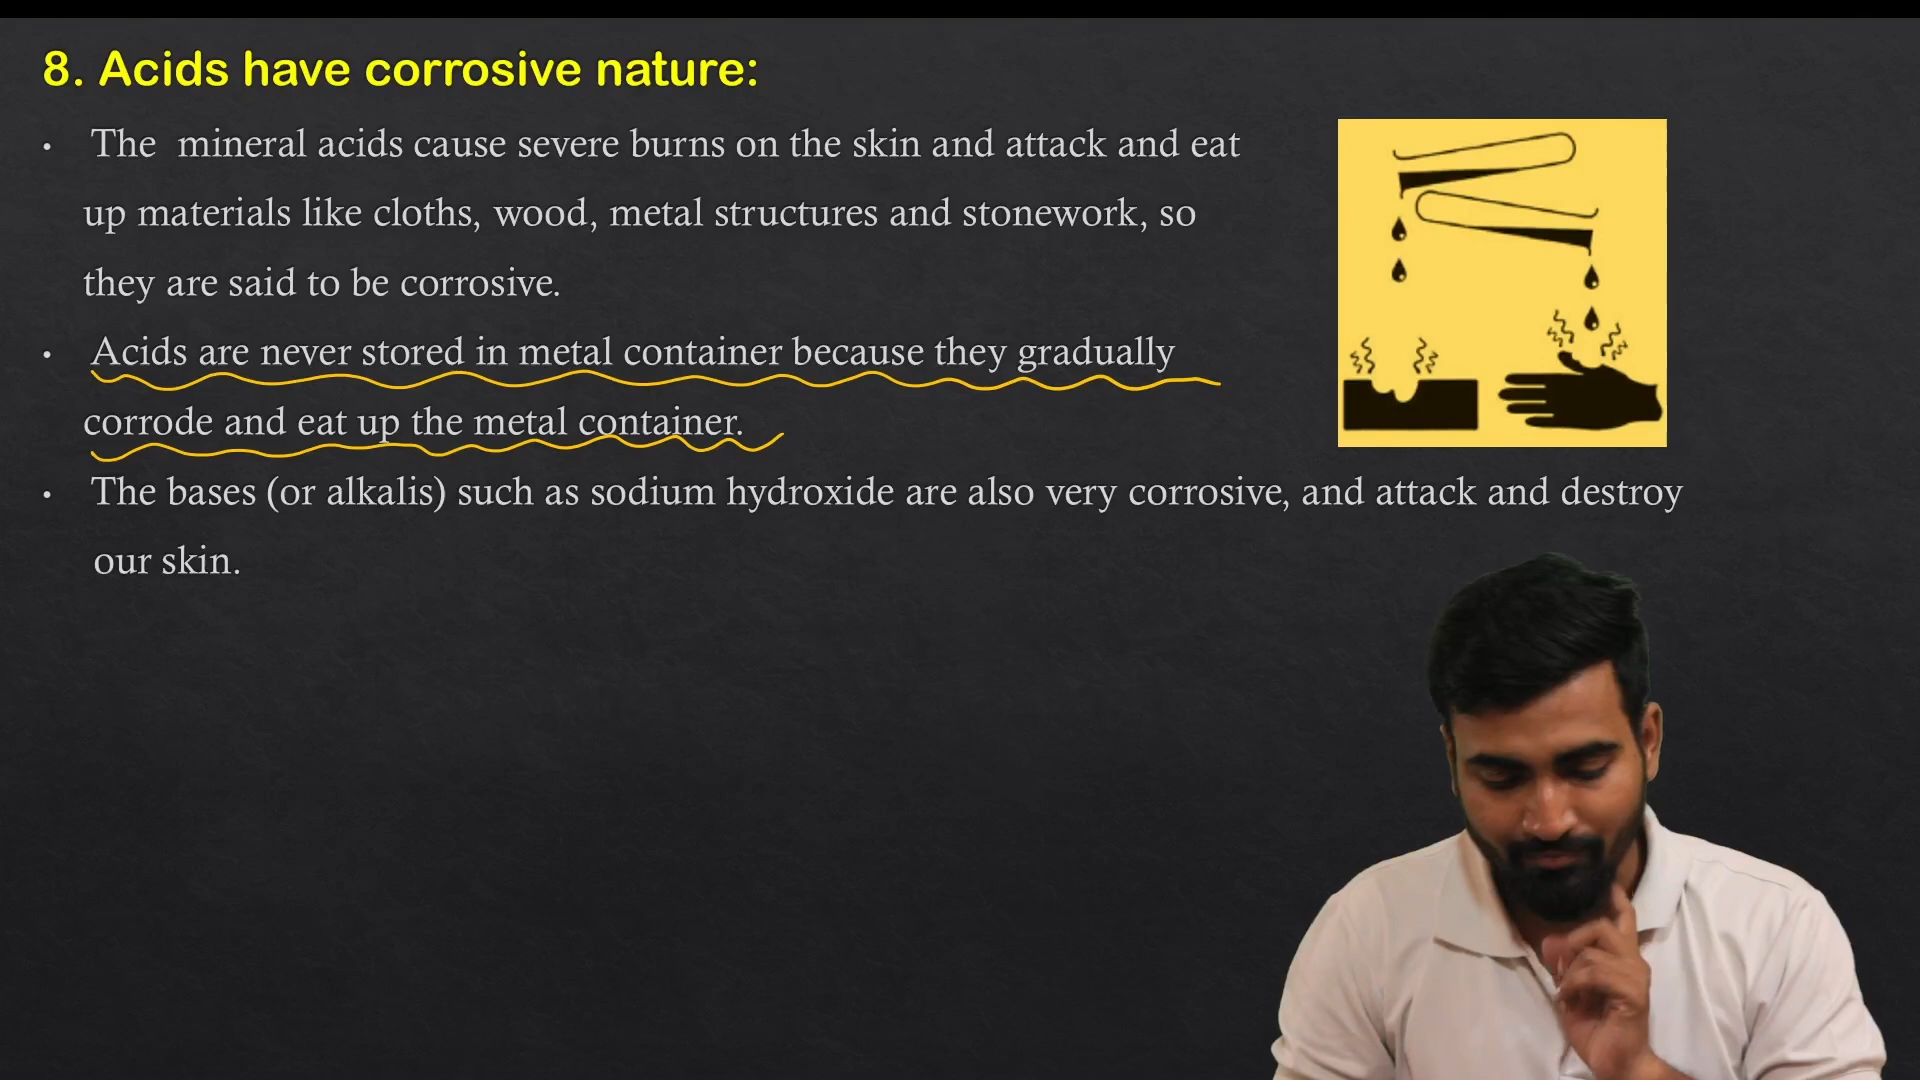 8. Acids have corrosive nature:
• The mineral acids cause severe burns on the skin and attack and eat
up materials like cloths, wood, metal structures and stonework, so
they are said to be corrosive.
• Acids are never stored in metal container because they gradually
corrode and eat up the metal container.
• The bases (or alkalis) such as sodium hydroxide are also very corrosive, and attack and destroy
our skin.